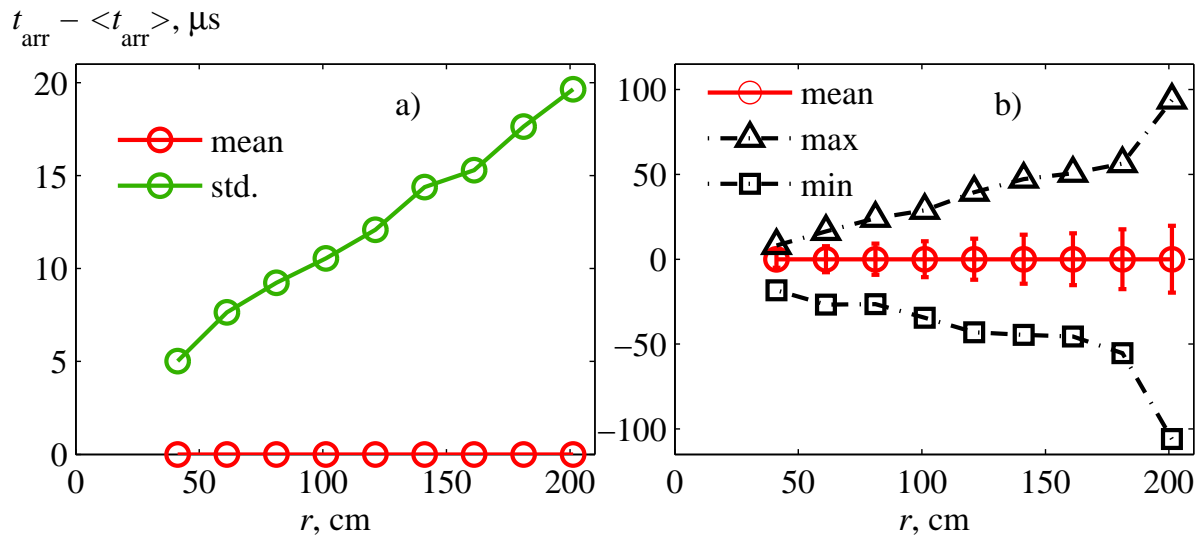 t_arr − <t_arr>, μs
20
15
10
5
0
a)
mean
std.
0 50 100 150 200
r, cm
100
50
0
−50
−100
mean
max
min
b)
0 50 100 150 200
r, cm